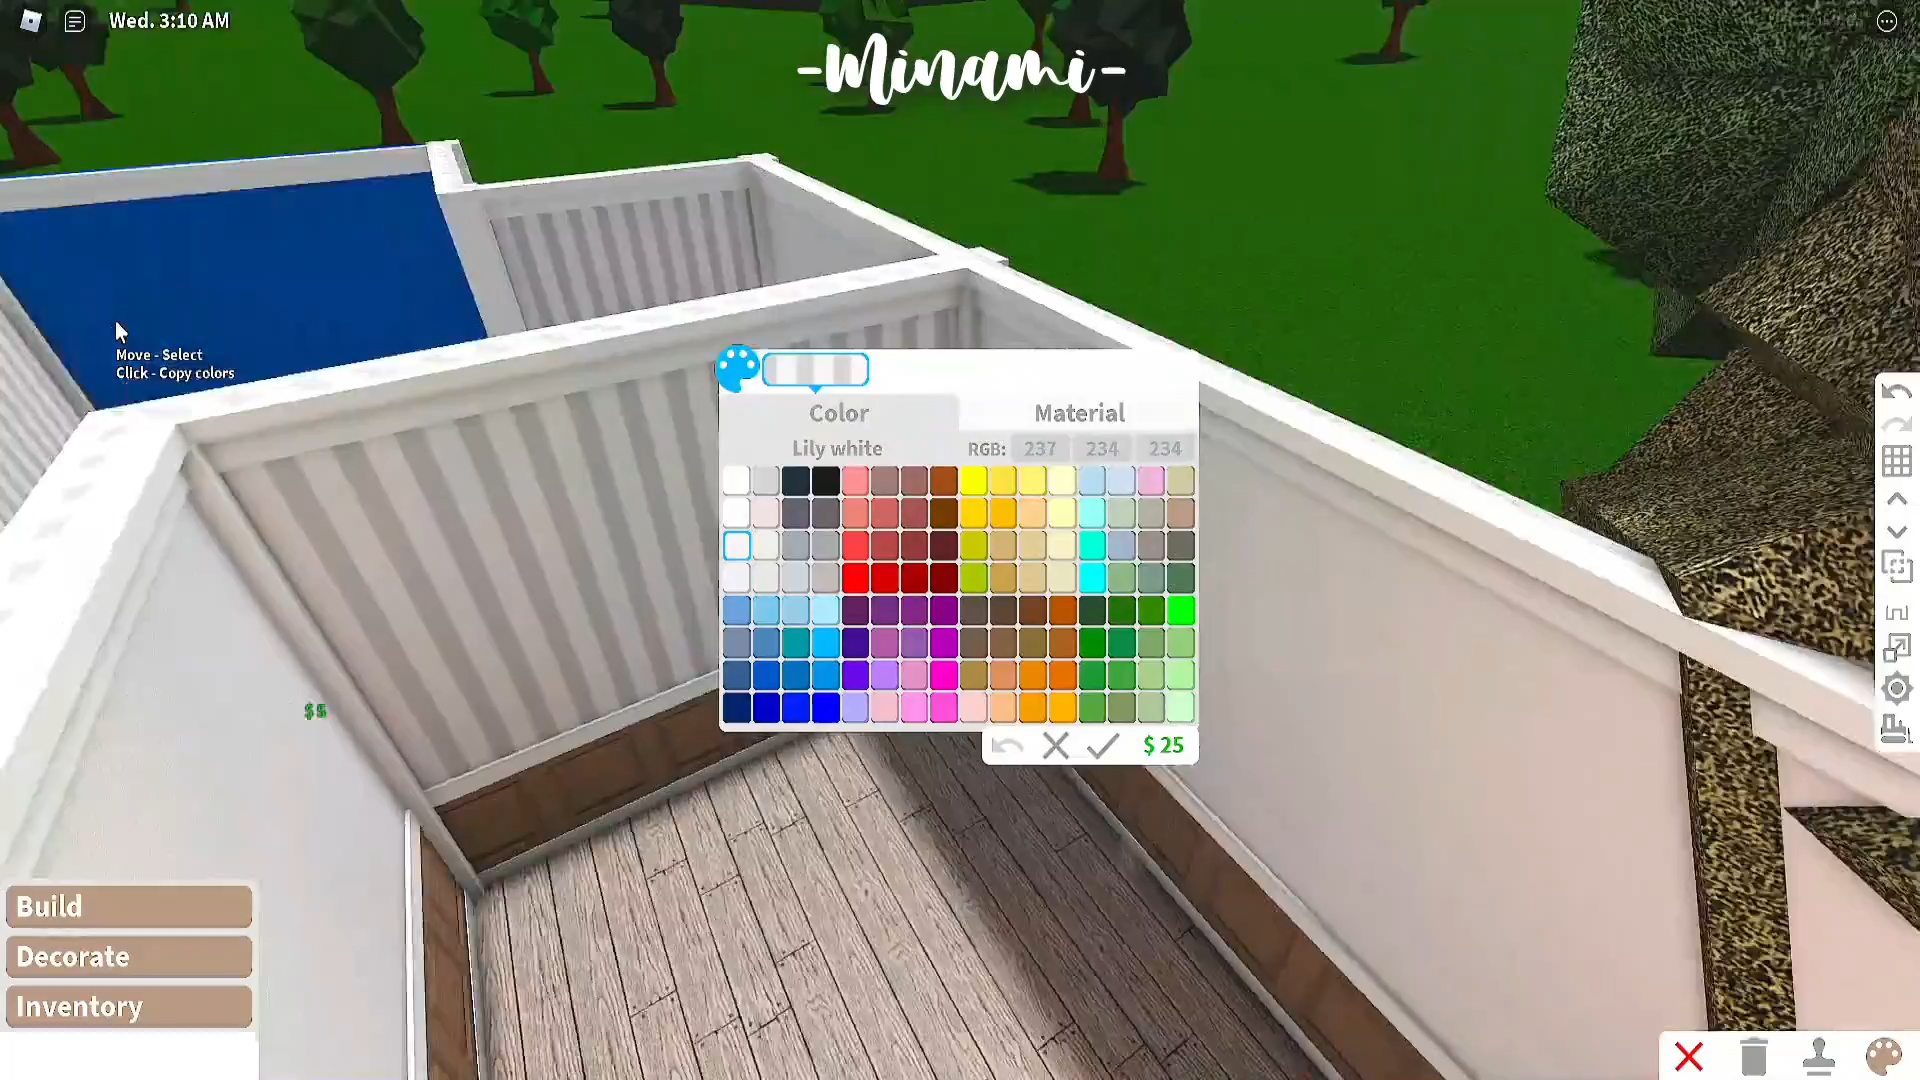 Wed. 3:10 AM
-Minami-
Move - Select
Click - Copy colors
Color
Material
Lily white
RGB: 237 234 234
$5
$ 25
Build
Decorate
Inventory